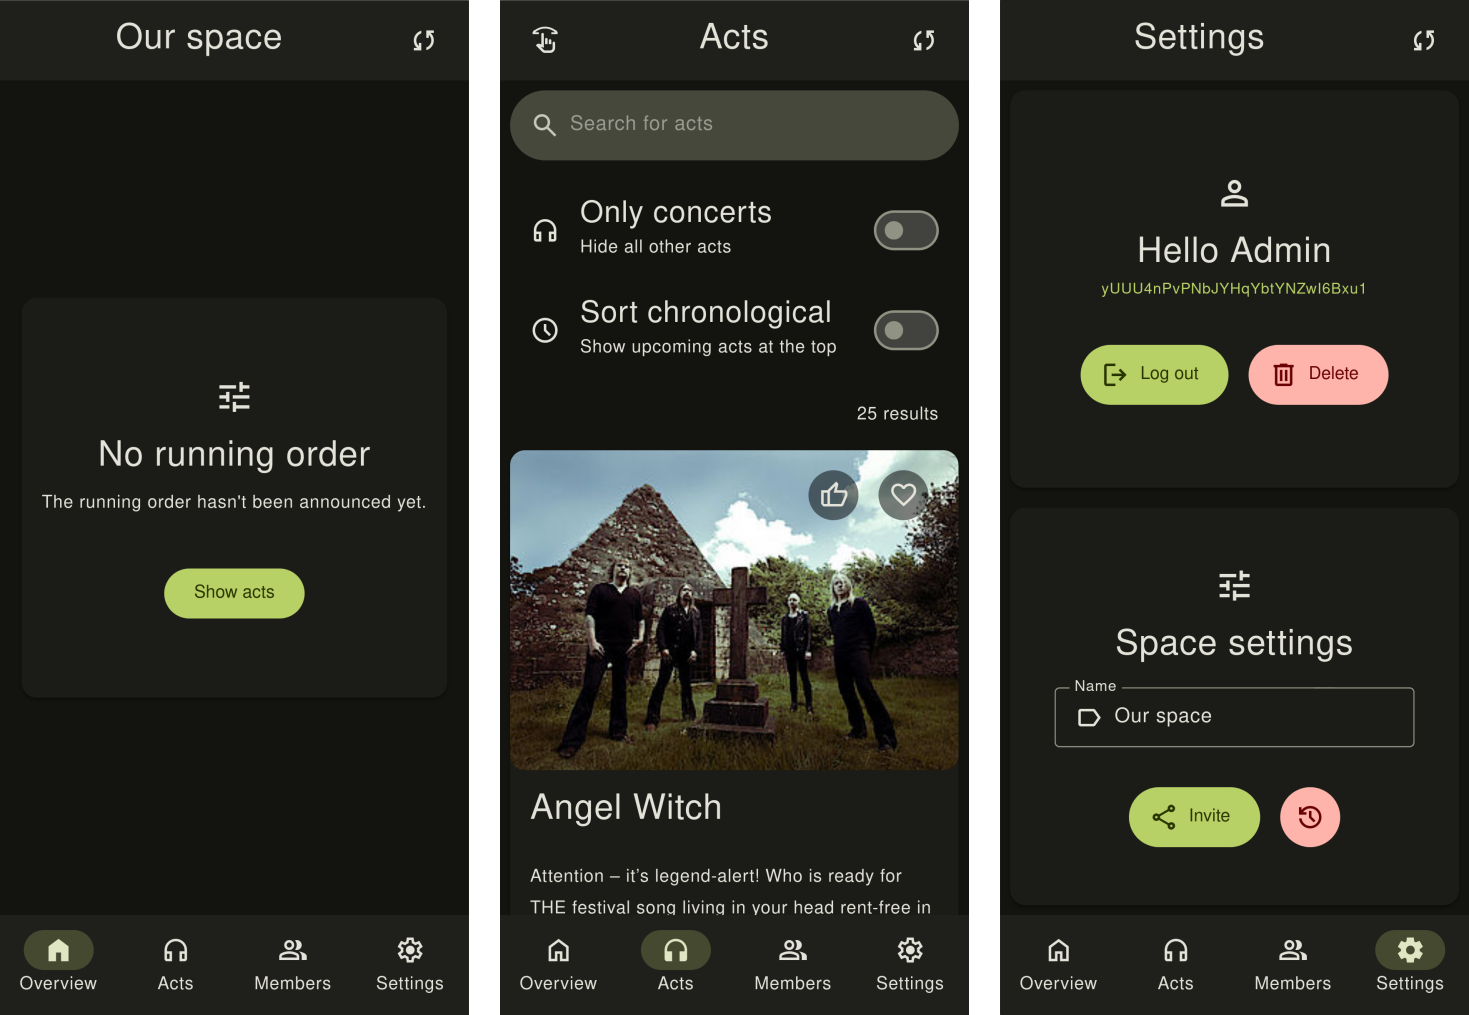 Our space
No running order
The running order hasn't been announced yet.
Show acts
Overview
Acts
Members
Settings
Acts
Search for acts
Only concerts
Hide all other acts
Sort chronological
Show upcoming acts at the top
25 results
Angel Witch
Attention – it's legend-alert! Who is ready for
THE festival song living in your head rent-free in
Overview
Acts
Members
Settings
Settings
Hello Admin
yUUU4nPvPNbJYHqYbtYNZwI6Bxu1
Log out
Delete
Space settings
Name
Our space
Invite
Overview
Acts
Members
Settings